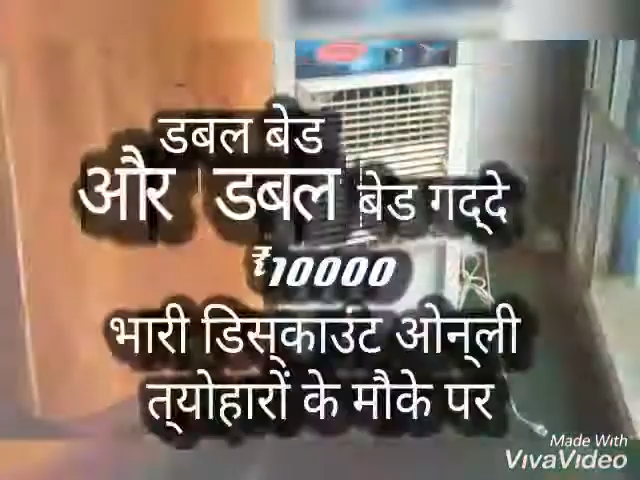 डबल बेड
और डबल बेड गद्दे
₹10000
भारी डिस्काउंट ओन्ली
त्योहारों के मौके पर
Made With
VivaVideo